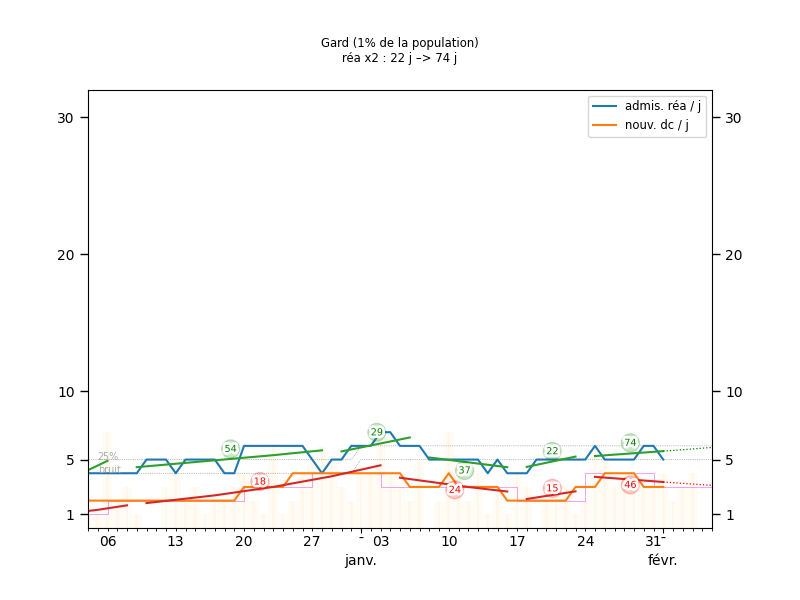 Gard (1% de la population)
réa x2 : 22 j –> 74 j
admis. réa / j
nouv. dc / j
30 30
20 20
10 10
5 5
1 1
25%
bruit
54
29
37
22
74
18
24
15
46
06 13 20 27 03 10 17 24 31
janv. févr.